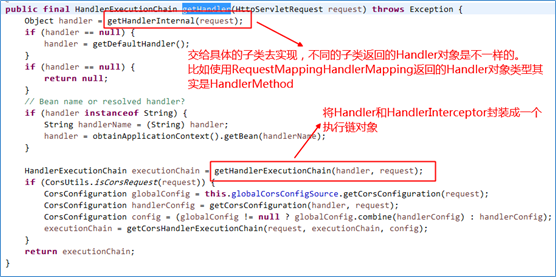 public final HandlerExecutionChain getHandler(HttpServletRequest request) throws Exception {
Object handler = getHandlerInternal(request);
if (handler == null) {
handler = getDefaultHandler();
}
if (handler == null) {
return null;
}
// Bean name or resolved handler?
if (handler instanceof String) {
String handlerName = (String) handler;
handler = obtainApplicationContext().getBean(handlerName);
}
交给具体的子类去实现，不同的子类返回的Handler对象是不一样的。
比如使用RequestMappingHandlerMapping返回的Handler对象类型其
实是HandlerMethod
将Handler和HandlerInterceptor封装成一个
执行链对象
HandlerExecutionChain executionChain = getHandlerExecutionChain(handler, request);
if (CorsUtils.isCorsRequest(request)) {
CorsConfiguration globalConfig = this.globalCorsConfigSource.getCorsConfiguration(request);
CorsConfiguration handlerConfig = getCorsConfiguration(handler, request);
CorsConfiguration config = (globalConfig != null ? globalConfig.combine(handlerConfig) : handlerConfig);
executionChain = getCorsHandlerExecutionChain(request, executionChain, config);
}
return executionChain;
}